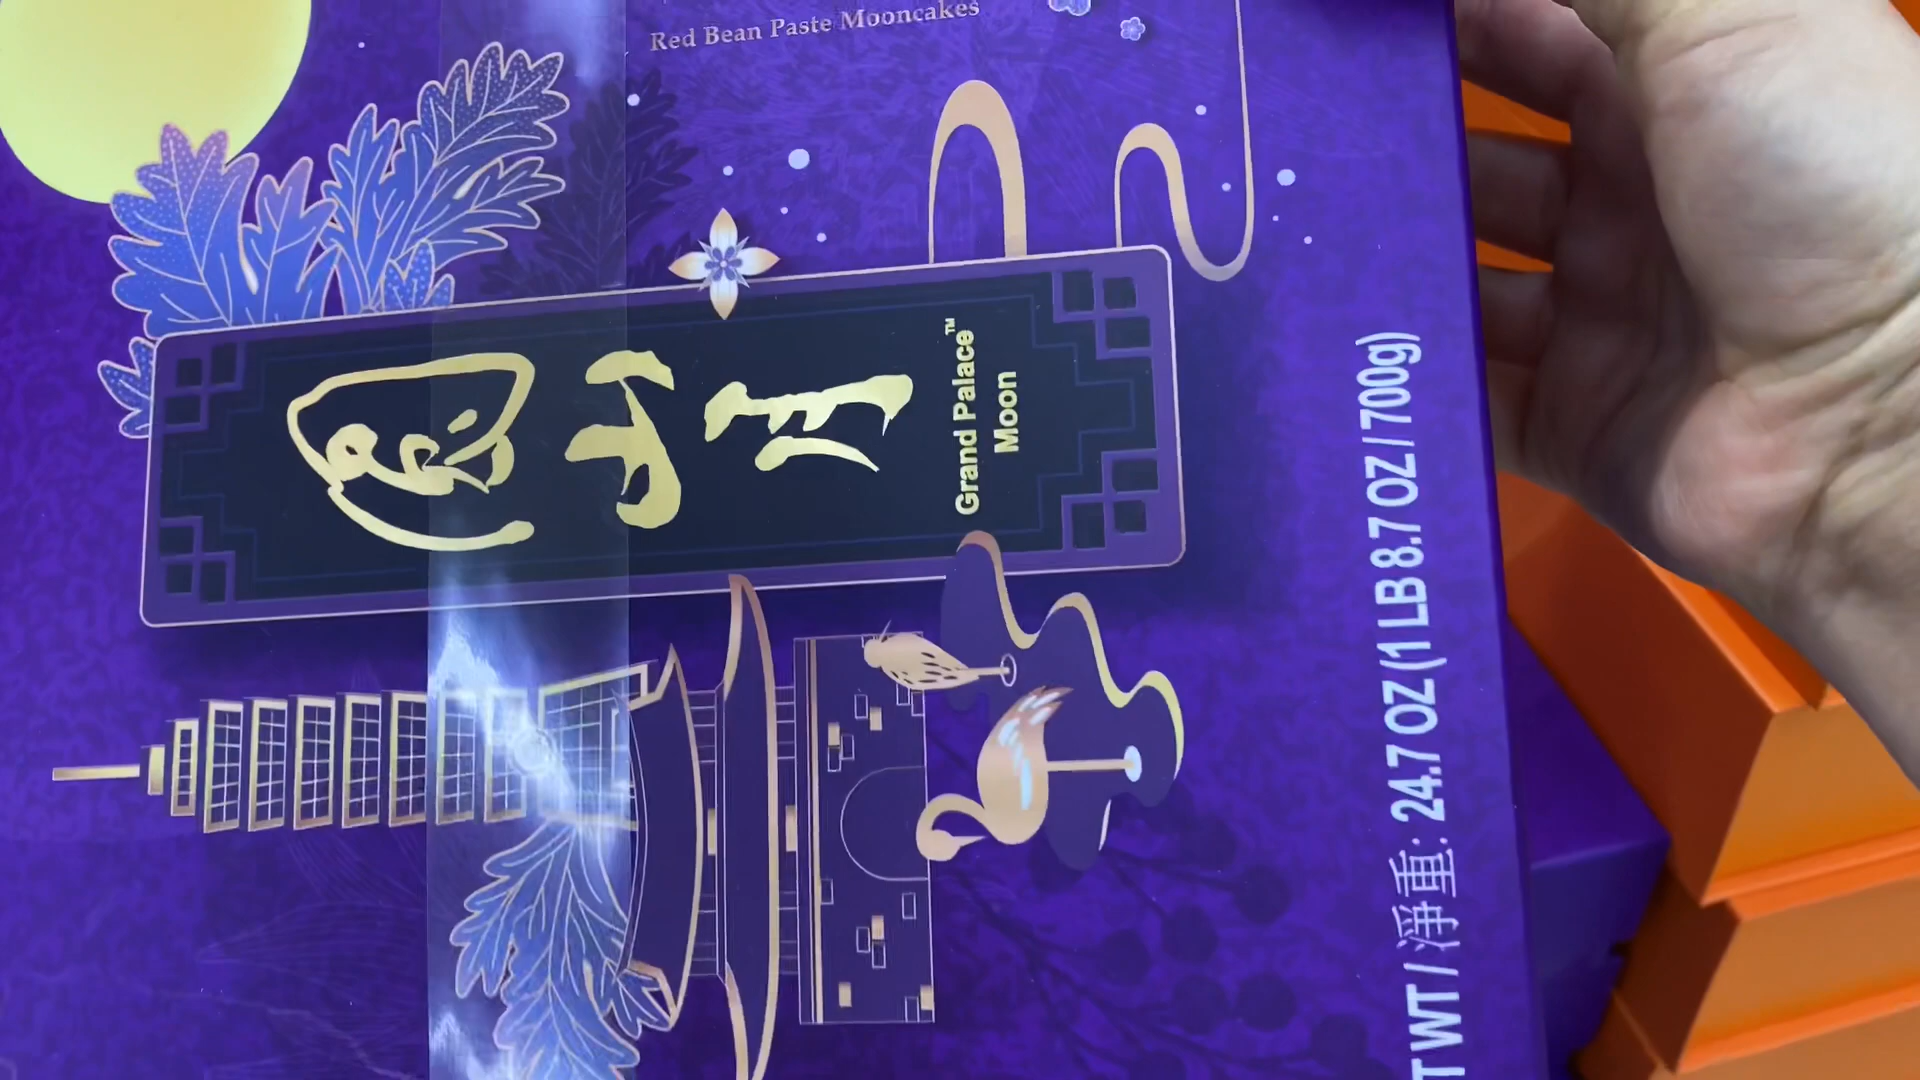 Red Bean Paste Mooncakes
Grand Palace™
Moon
T WT / 淨重: 24.7 OZ (1 LB 8.7 OZ / 700g)